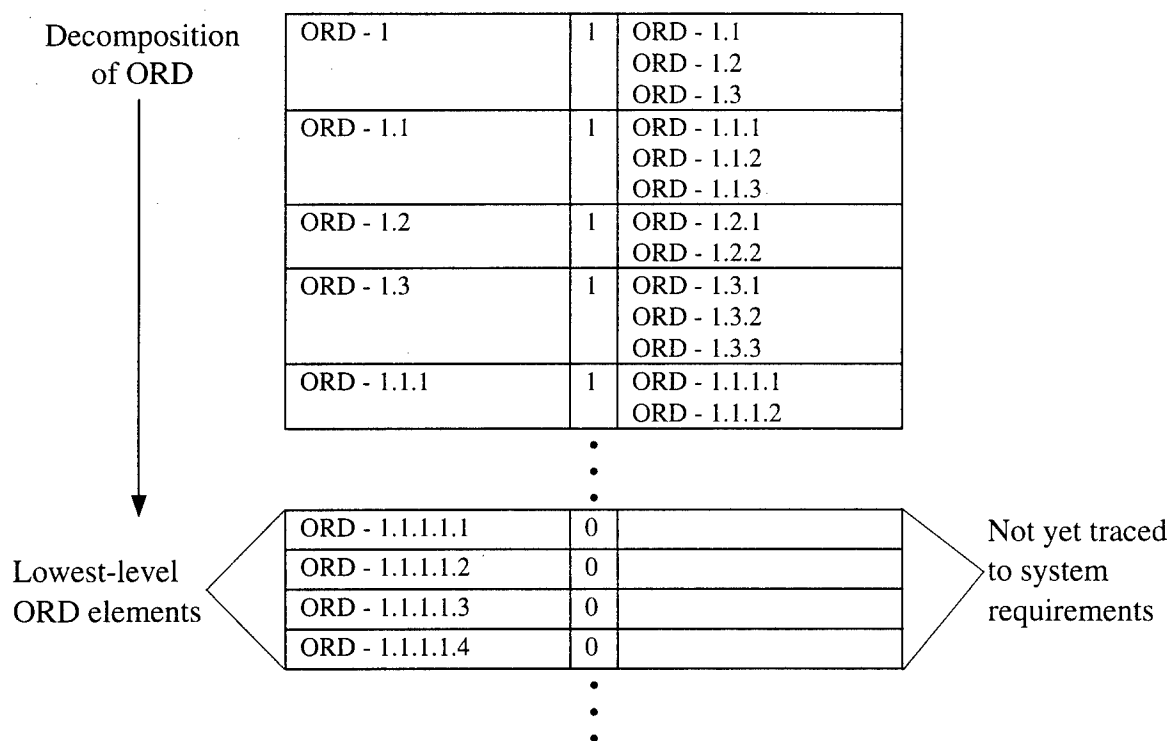 Decomposition
of ORD
ORD - 1 1 ORD - 1.1
ORD - 1.2
ORD - 1.3
ORD - 1.1 1 ORD - 1.1.1
ORD - 1.1.2
ORD - 1.1.3
ORD - 1.2 1 ORD - 1.2.1
ORD - 1.2.2
ORD - 1.3 1 ORD - 1.3.1
ORD - 1.3.2
ORD - 1.3.3
ORD - 1.1.1 1 ORD - 1.1.1.1
ORD - 1.1.1.2
Lowest-level
ORD elements
ORD - 1.1.1.1.1 0
ORD - 1.1.1.1.2 0
ORD - 1.1.1.1.3 0
ORD - 1.1.1.1.4 0
Not yet traced
to system
requirements